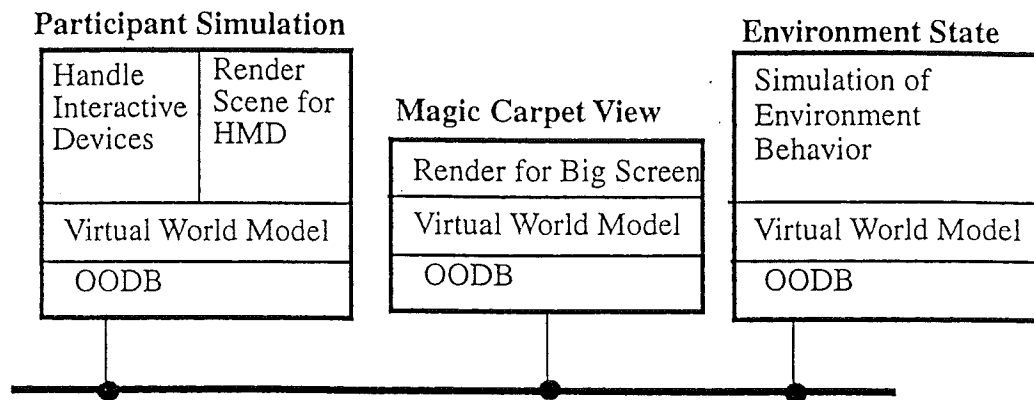 Participant Simulation
Handle
Interactive
Devices
Render
Scene for
HMD
Virtual World Model
OODB
Magic Carpet View
Render for Big Screen
Virtual World Model
OODB
Environment State
Simulation of
Environment
Behavior
Virtual World Model
OODB